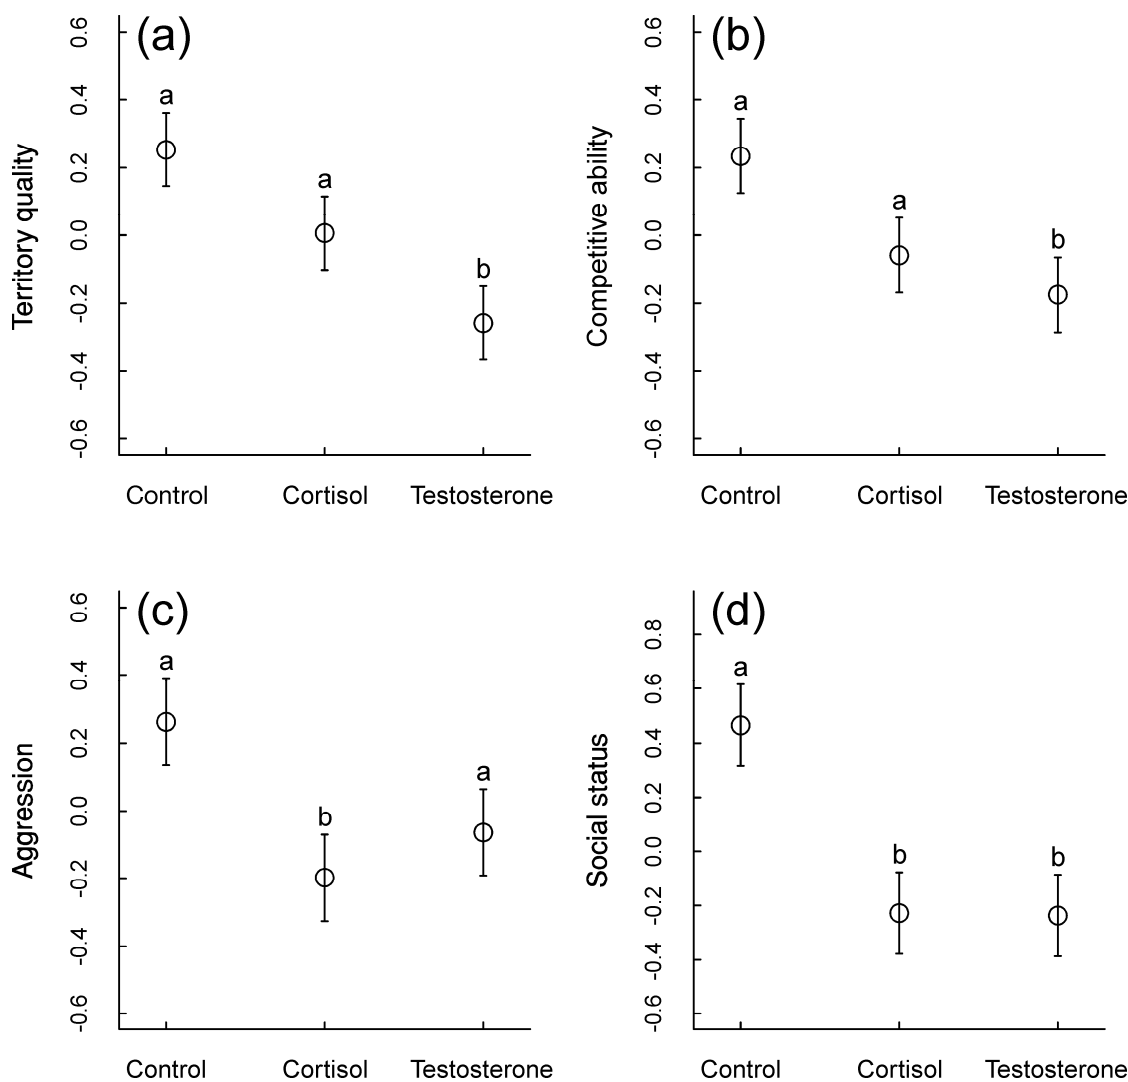 (a)
Territory quality
0.6
0.4
0.2
0.0
-0.2
-0.4
-0.6
a
a
b
Control Cortisol Testosterone
(b)
Competitive ability
0.6
0.4
0.2
0.0
-0.2
-0.4
-0.6
a
a
b
Control Cortisol Testosterone
(c)
Aggression
0.6
0.4
0.2
0.0
-0.2
-0.4
-0.6
a
b
a
Control Cortisol Testosterone
(d)
Social status
0.8
0.6
0.4
0.2
0.0
-0.2
-0.4
-0.6
a
b
b
Control Cortisol Testosterone